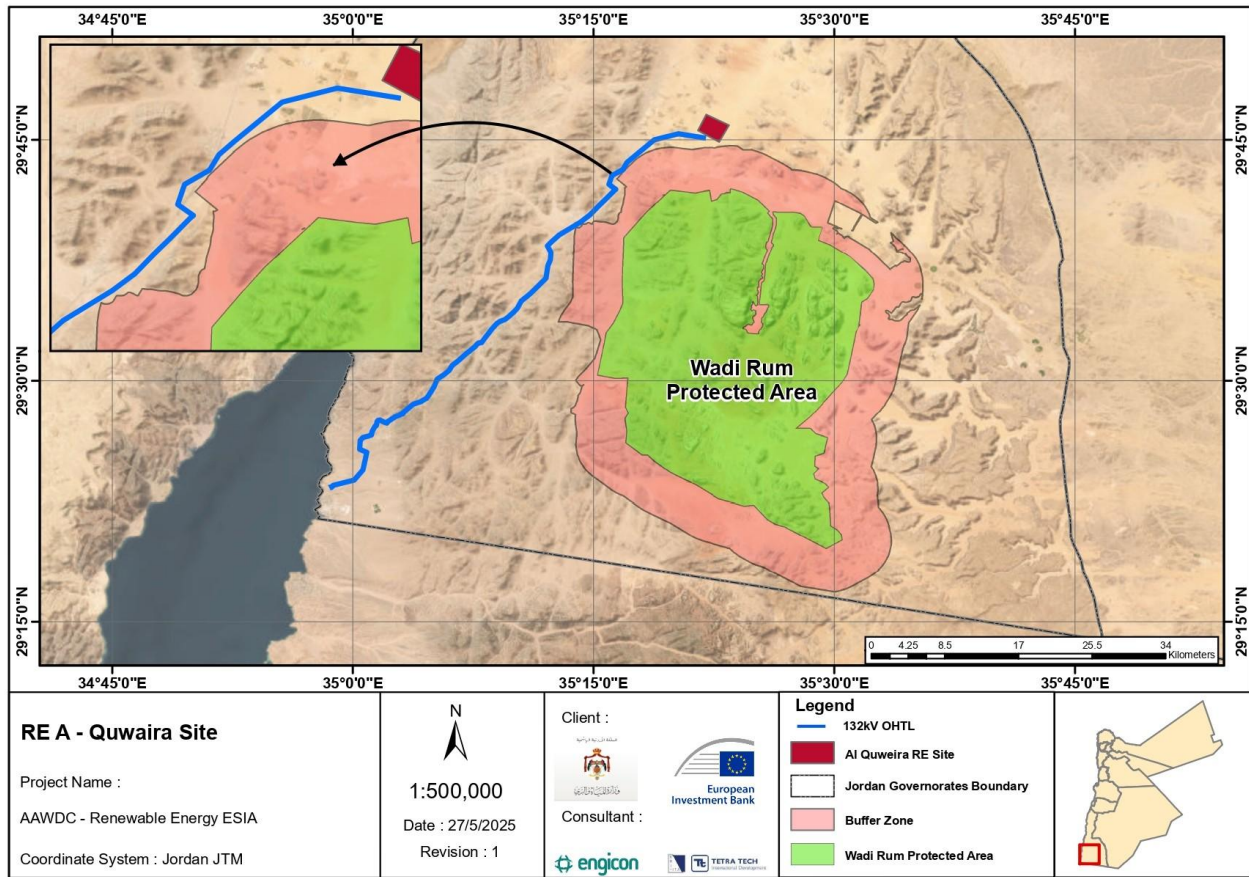 34°45'0"E 35°0'0"E 35°15'0"E 35°30'0"E 35°45'0"E
29°45'0"N 29°45'0"N
29°30'0"N 29°30'0"N
29°15'0"N 29°15'0"N
Wadi Rum
Protected Area
0 4.25 8.5 17 25.5 34
Kilometers
34°45'0"E 35°0'0"E 35°15'0"E 35°30'0"E 35°45'0"E
RE A - Quwaira Site
Project Name :
AAWDC - Renewable Energy ESIA
Coordinate System : Jordan JTM
N
1:500,000
Date : 27/5/2025
Revision : 1
Client :
European
Investment Bank
Consultant :
engicon
Tt
TETRA TECH
International Development
Legend
132kV OHTL
Al Quweira RE Site
Jordan Governorates Boundary
Buffer Zone
Wadi Rum Protected Area